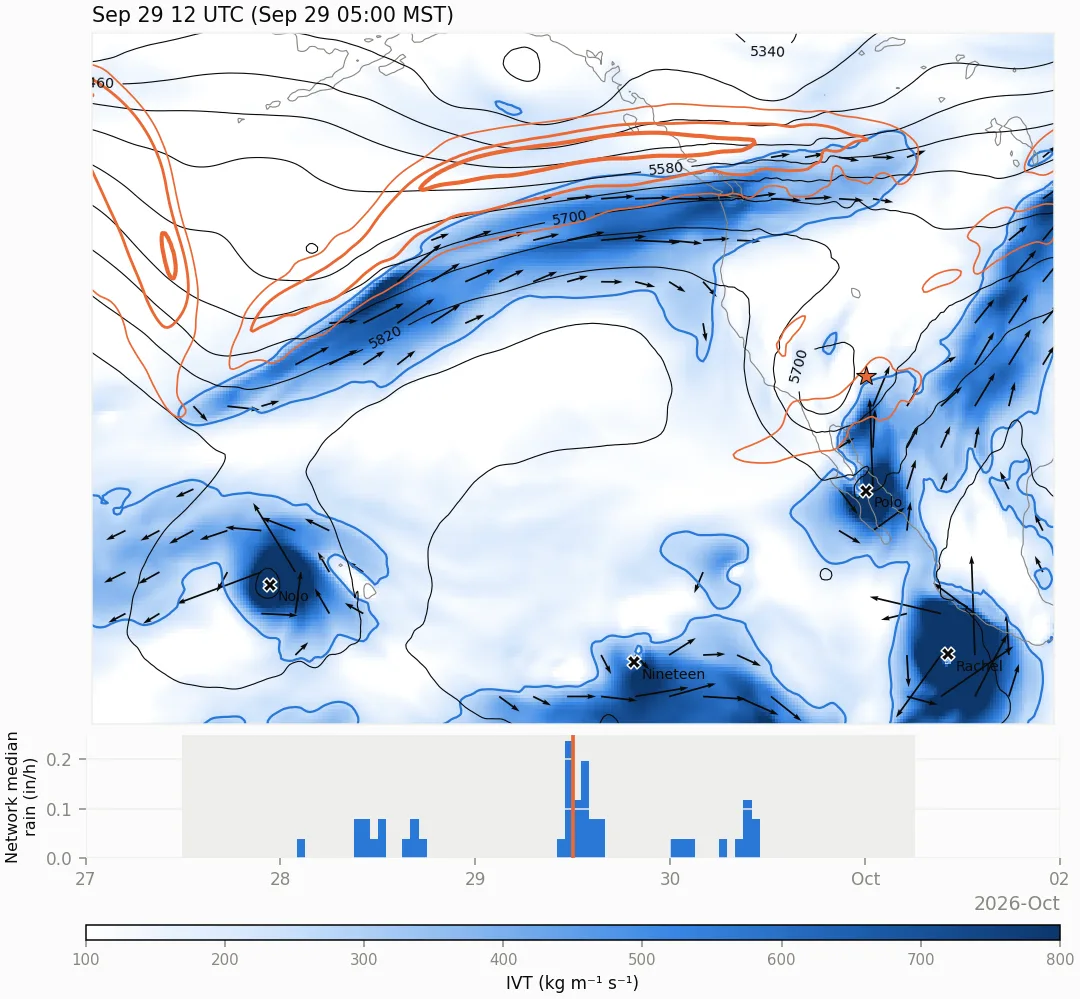 Sep 29 12 UTC (Sep 29 05:00 MST)
5340
460
5580
5700
5820
5700
Polo
Nolo
Rachel
Nineteen
Network median
rain (in/h)
0.2
0.1
0.0
27
28
29
30
Oct
02
2026-Oct
100
200
300
400
500
600
700
800
IVT (kg m⁻¹ s⁻¹)